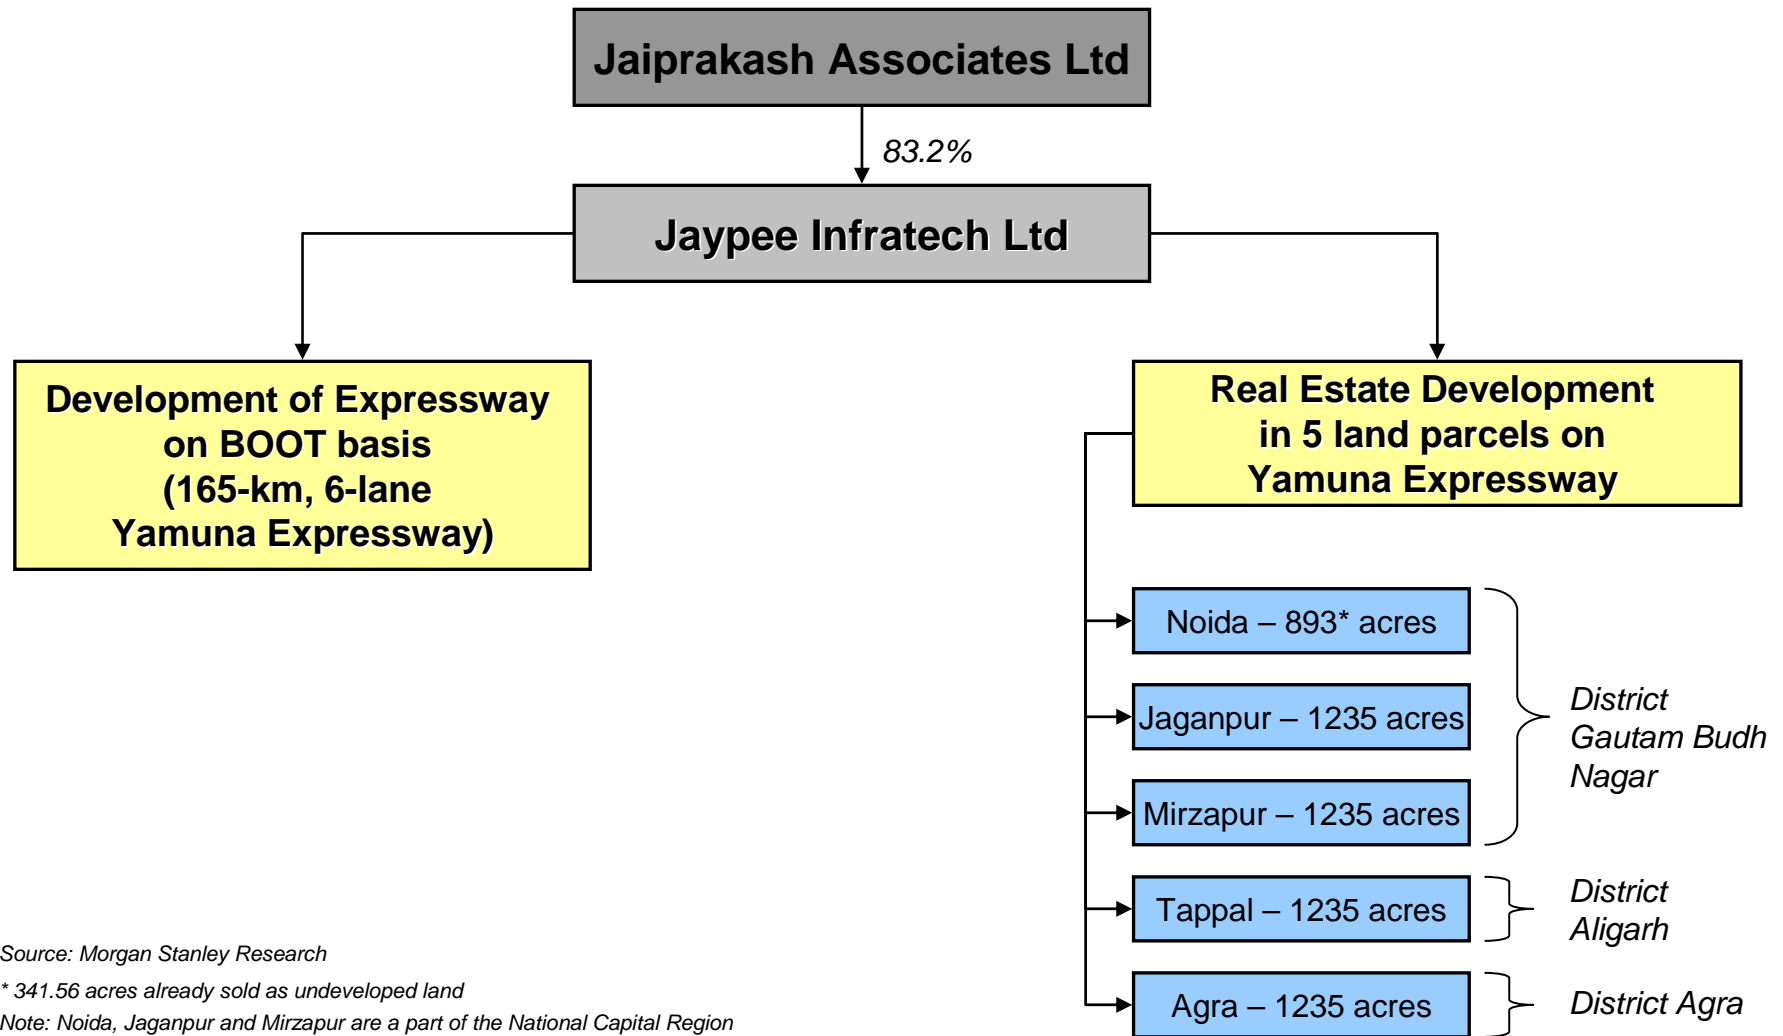 Jaiprakash Associates Ltd
83.2%
Jaypee Infratech Ltd
Development of Expressway
on BOOT basis
(165-km, 6-lane
Yamuna Expressway)
Real Estate Development
in 5 land parcels on
Yamuna Expressway
Noida – 893* acres
Jaganpur – 1235 acres
Mirzapur – 1235 acres
District
Gautam Budh
Nagar
Tappal – 1235 acres
District
Aligarh
Agra – 1235 acres
District Agra
Source: Morgan Stanley Research
* 341.56 acres already sold as undeveloped land
Note: Noida, Jaganpur and Mirzapur are a part of the National Capital Region